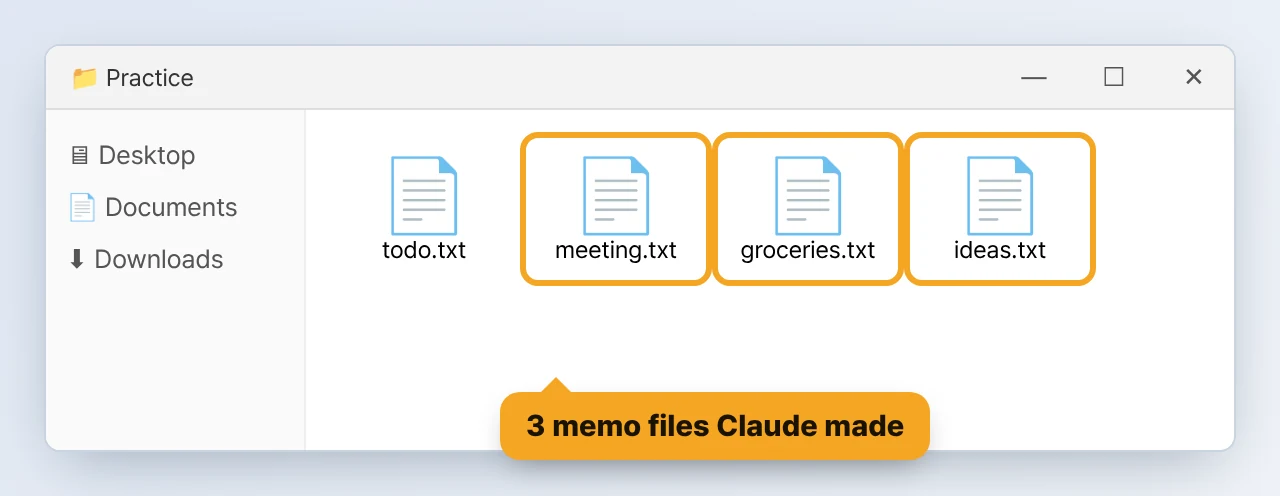 Practice
Desktop
Documents
Downloads
todo.txt
meeting.txt
groceries.txt
ideas.txt
3 memo files Claude made